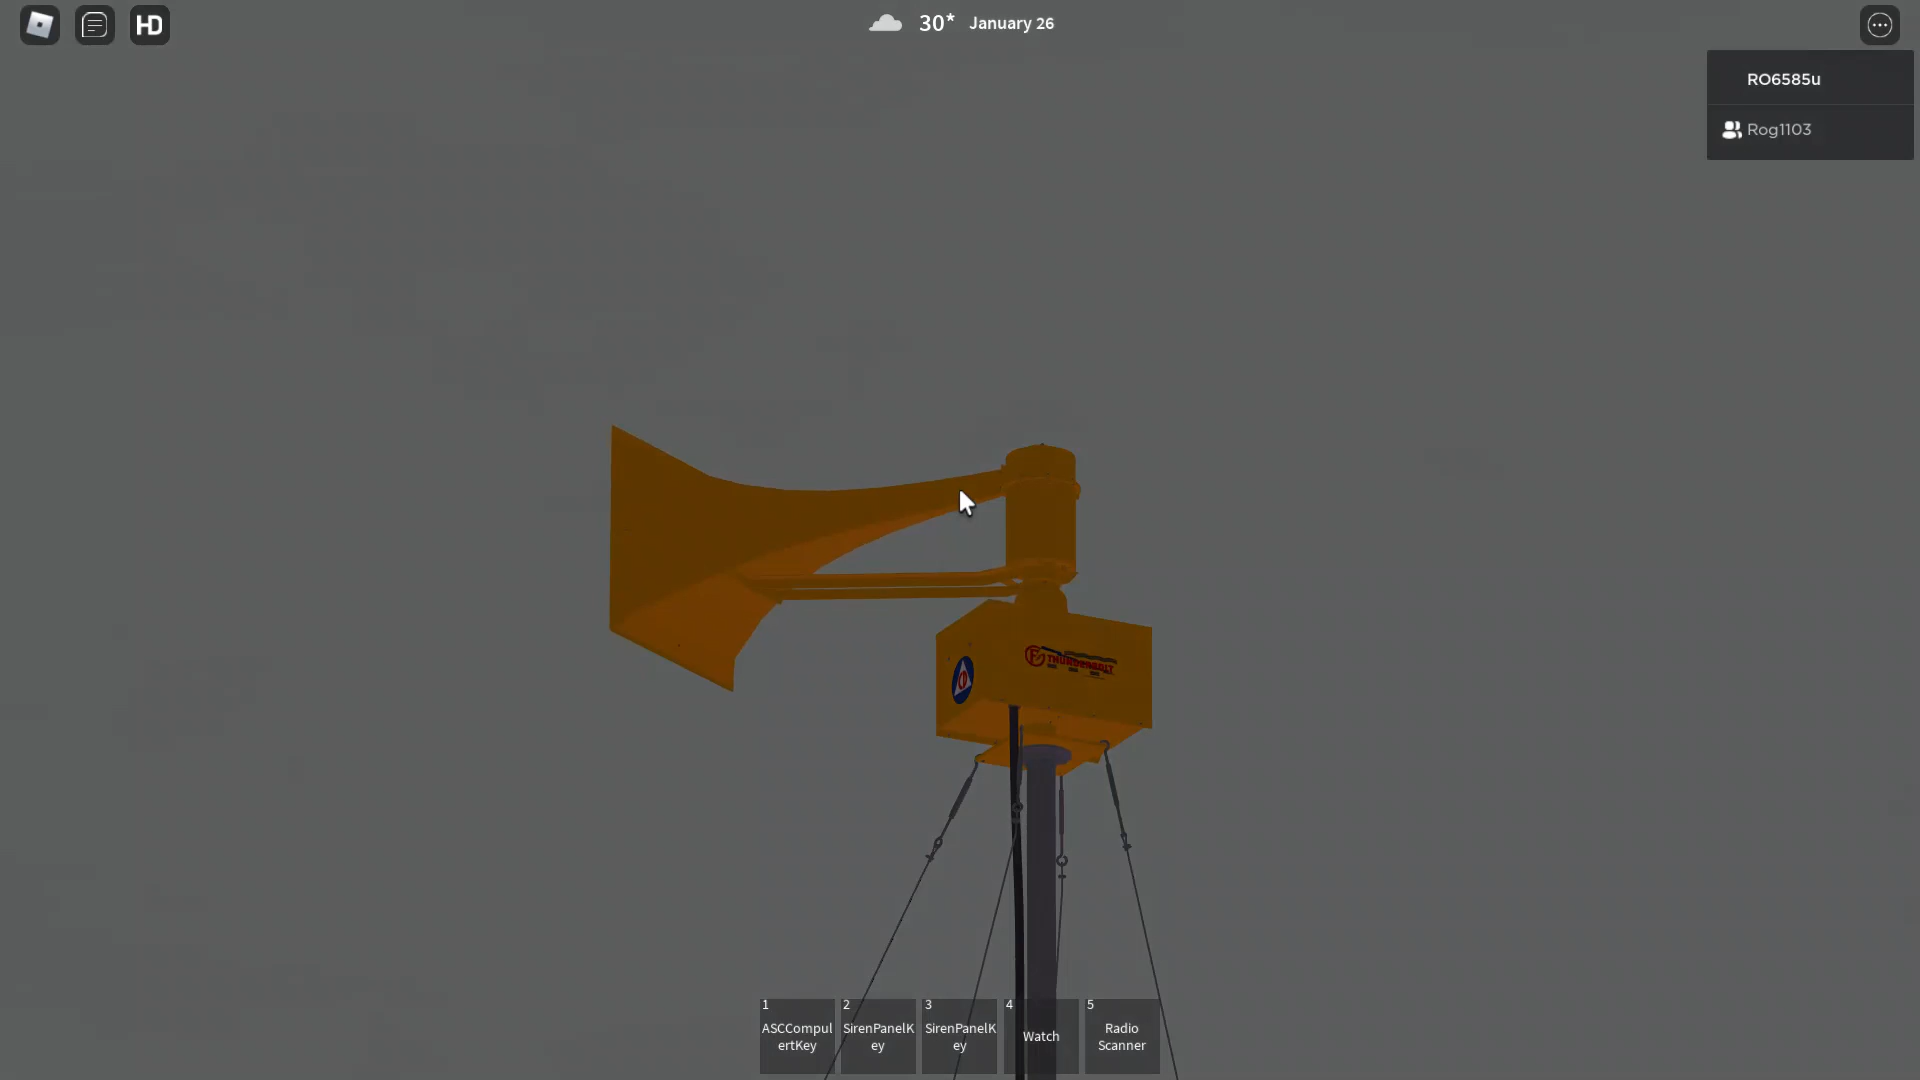 HD
30* January 26
RO6585u
Rog1103
THUNDERBOLT
1
ASCCompul
ertKey
2
SirenPanelK
ey
3
SirenPanelK
ey
4
Watch
5
Radio
Scanner